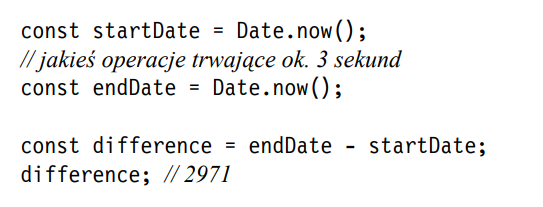 const startDate = Date.now();
// jakieś operacje trwające ok. 3 sekund
const endDate = Date.now();

const difference = endDate - startDate;
difference; // 2971